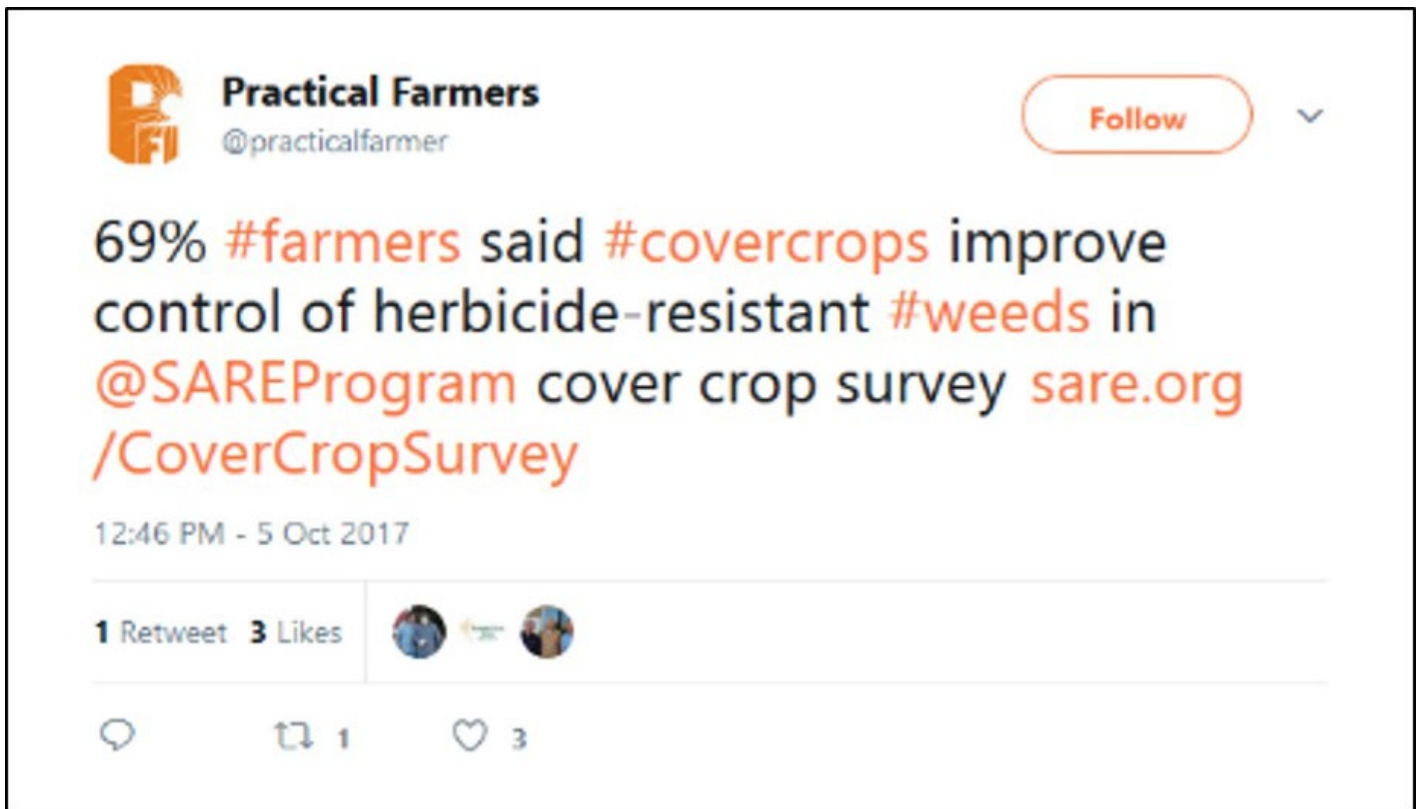 Practical Farmers
@practicalfarmer
Follow
69% #farmers said #covercrops improve
control of herbicide-resistant #weeds in
@SAREProgram cover crop survey sare.org
/CoverCropSurvey
12:46 PM - 5 Oct 2017
1 Retweet 3 Likes
1 3